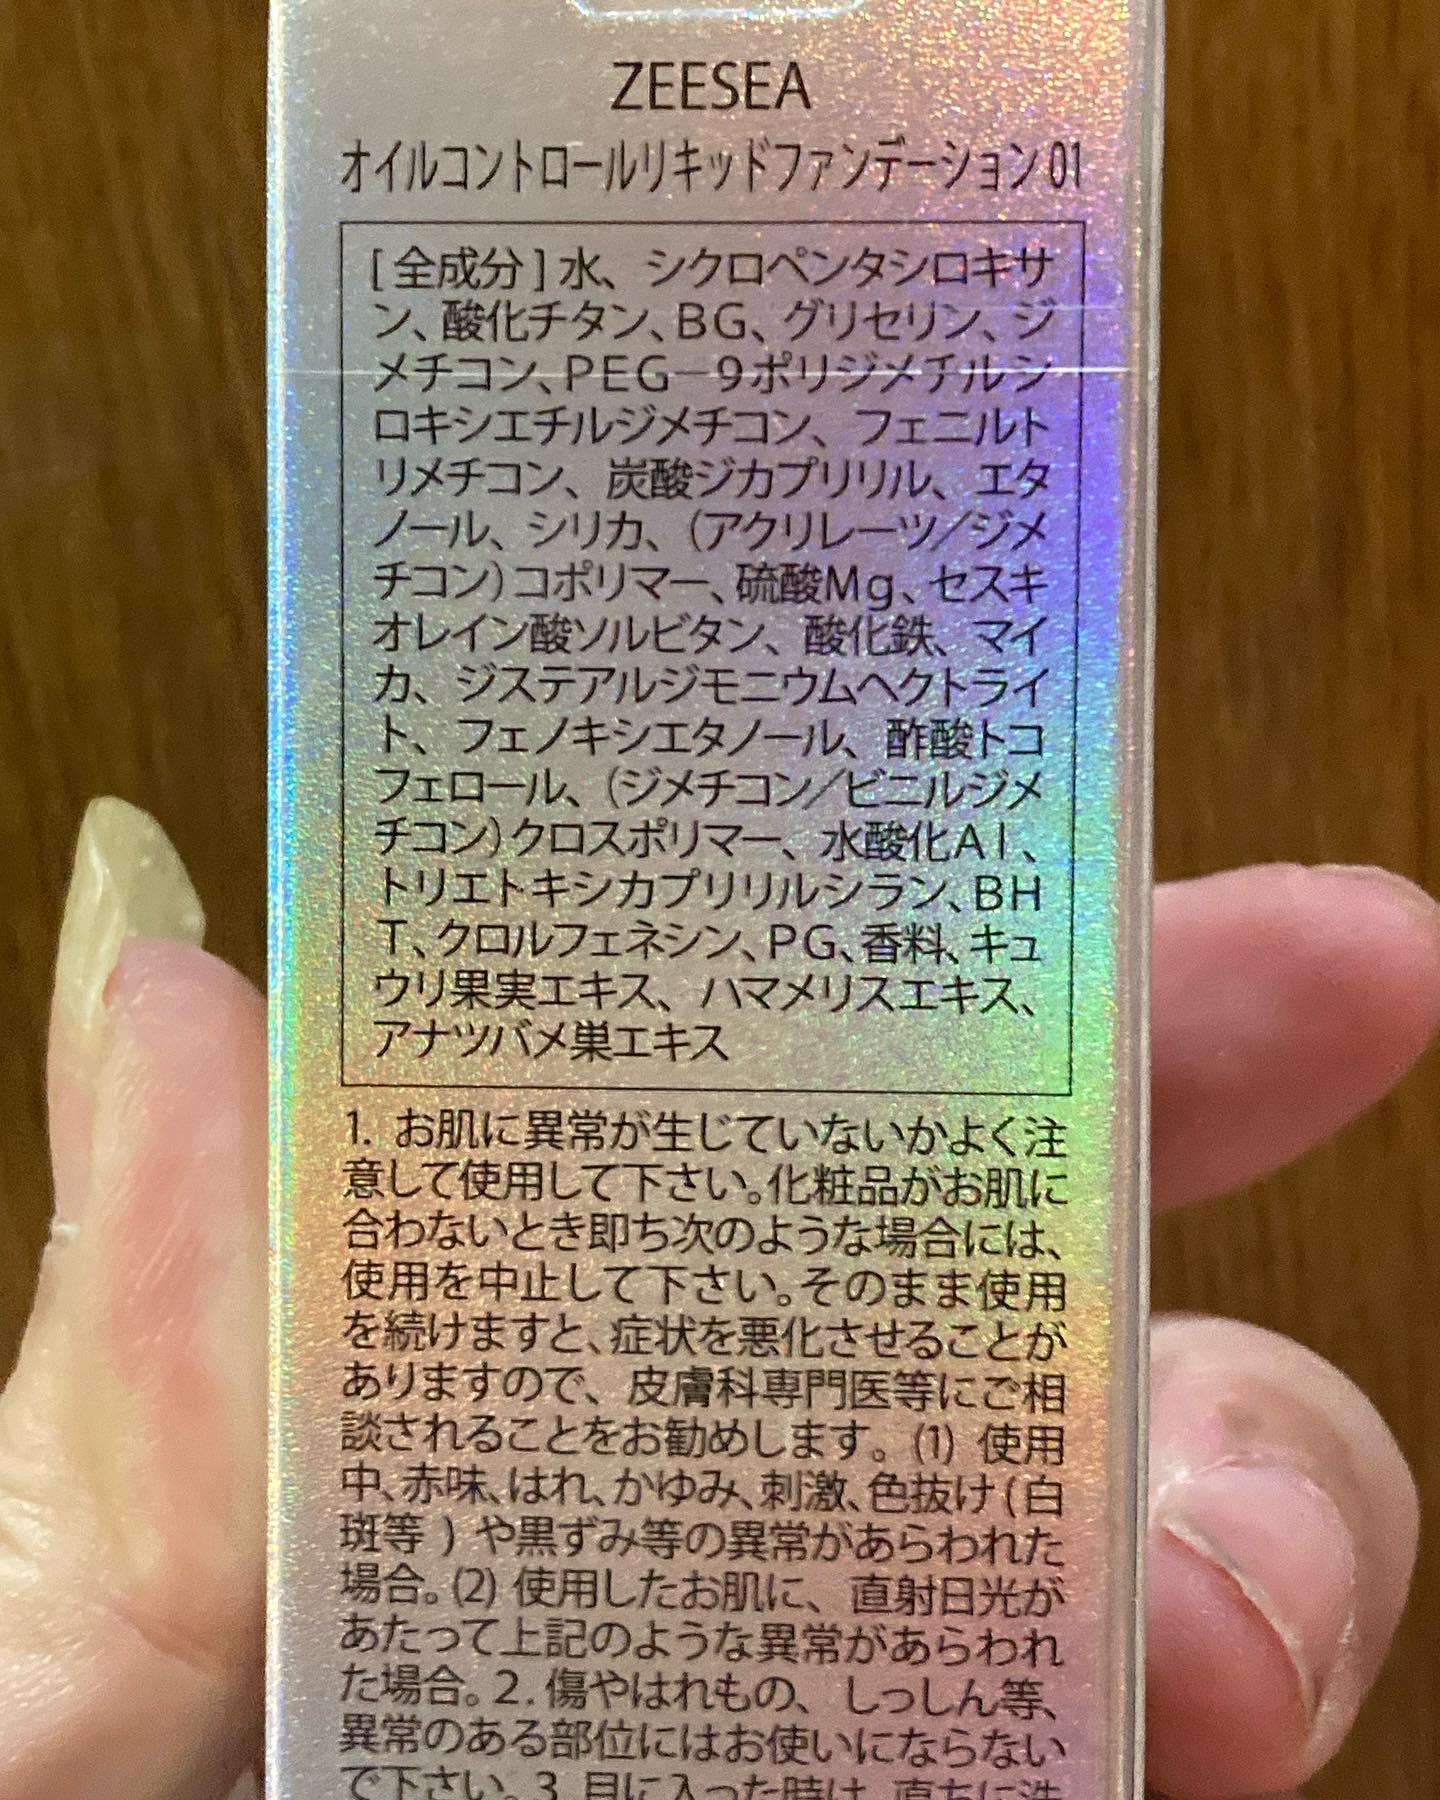 ZEESEA
オイルコントロールリキッドファンデーション01
[全成分]水、シクロペンタシロキサ
ン、酸化チタン、BG、グリセリン、ジ
メチコン、PEG－9ポリジメチルシ
ロキシエチルジメチコン、フェニルト
リメチコン、炭酸ジカプリリル、エタ
ノール、シリカ、(アクリレーツ／ジメ
チコン)コポリマー、硫酸Mg、セスキ
オレイン酸ソルビタン、酸化鉄、マイ
カ、ジステアルジモニウムヘクトライ
ト、フェノキシエタノール、酢酸トコ
フェロール、(ジメチコン／ビニルジメ
チコン)クロスポリマー、水酸化Al、
トリエトキシカプリリルシラン、BH
T、クロルフェネシン、PG、香料、キュ
ウリ果実エキス、ハマメリスエキス、
アナツバメ巣エキス
1. お肌に異常が生じていないかよく注
意して使用して下さい。化粧品がお肌に
合わないとき即ち次のような場合には、
使用を中止して下さい。そのまま使用
を続けますと、症状を悪化させることが
ありますので、皮膚科専門医等にご相
談されることをお勧めします。(1) 使用
中、赤味、はれ、かゆみ、刺激、色抜け(白
斑等)や黒ずみ等の異常があらわれた
場合。(2) 使用したお肌に、直射日光が
あたって上記のような異常があらわれ
た場合。2. 傷やはれもの、しっしん等、
異常のある部位にはお使いにならない
で下さい。3. 目に入った時は、直ちに洗